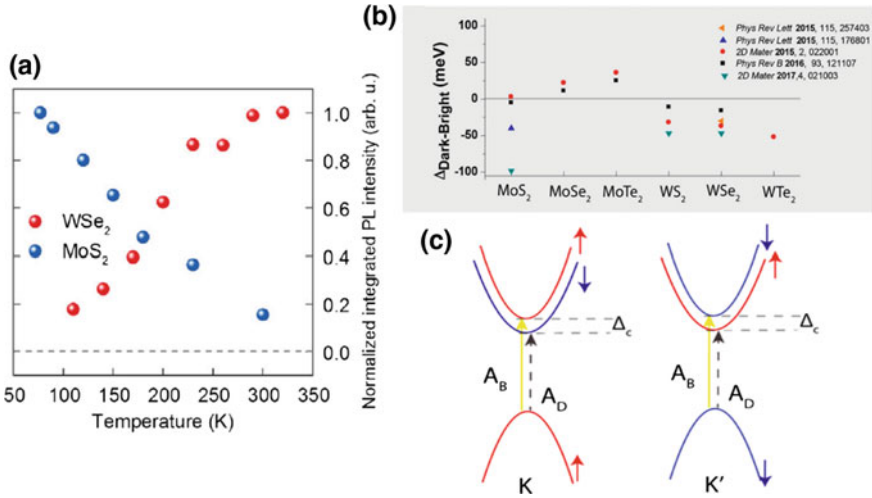 (a)
WSe2
MoS2
50 100 150 200 250 300 350
Temperature (K)
0.0
0.2
0.4
0.6
0.8
1.0
Normalized integrated PL intensity (arb. u.)
(b)
Phys Rev Lett 2015, 115, 257403
Phys Rev Lett 2015, 115, 176801
2D Mater 2015, 2, 022001
Phys Rev B 2016, 93, 121107
2D Mater 2017,4, 021003
ΔDark-Bright (meV)
100
50
0
-50
-100
MoS2 MoSe2 MoTe2 WS2 WSe2 WTe2
(c)
Δc
Δc
AB
AD
AB
AD
K
K'